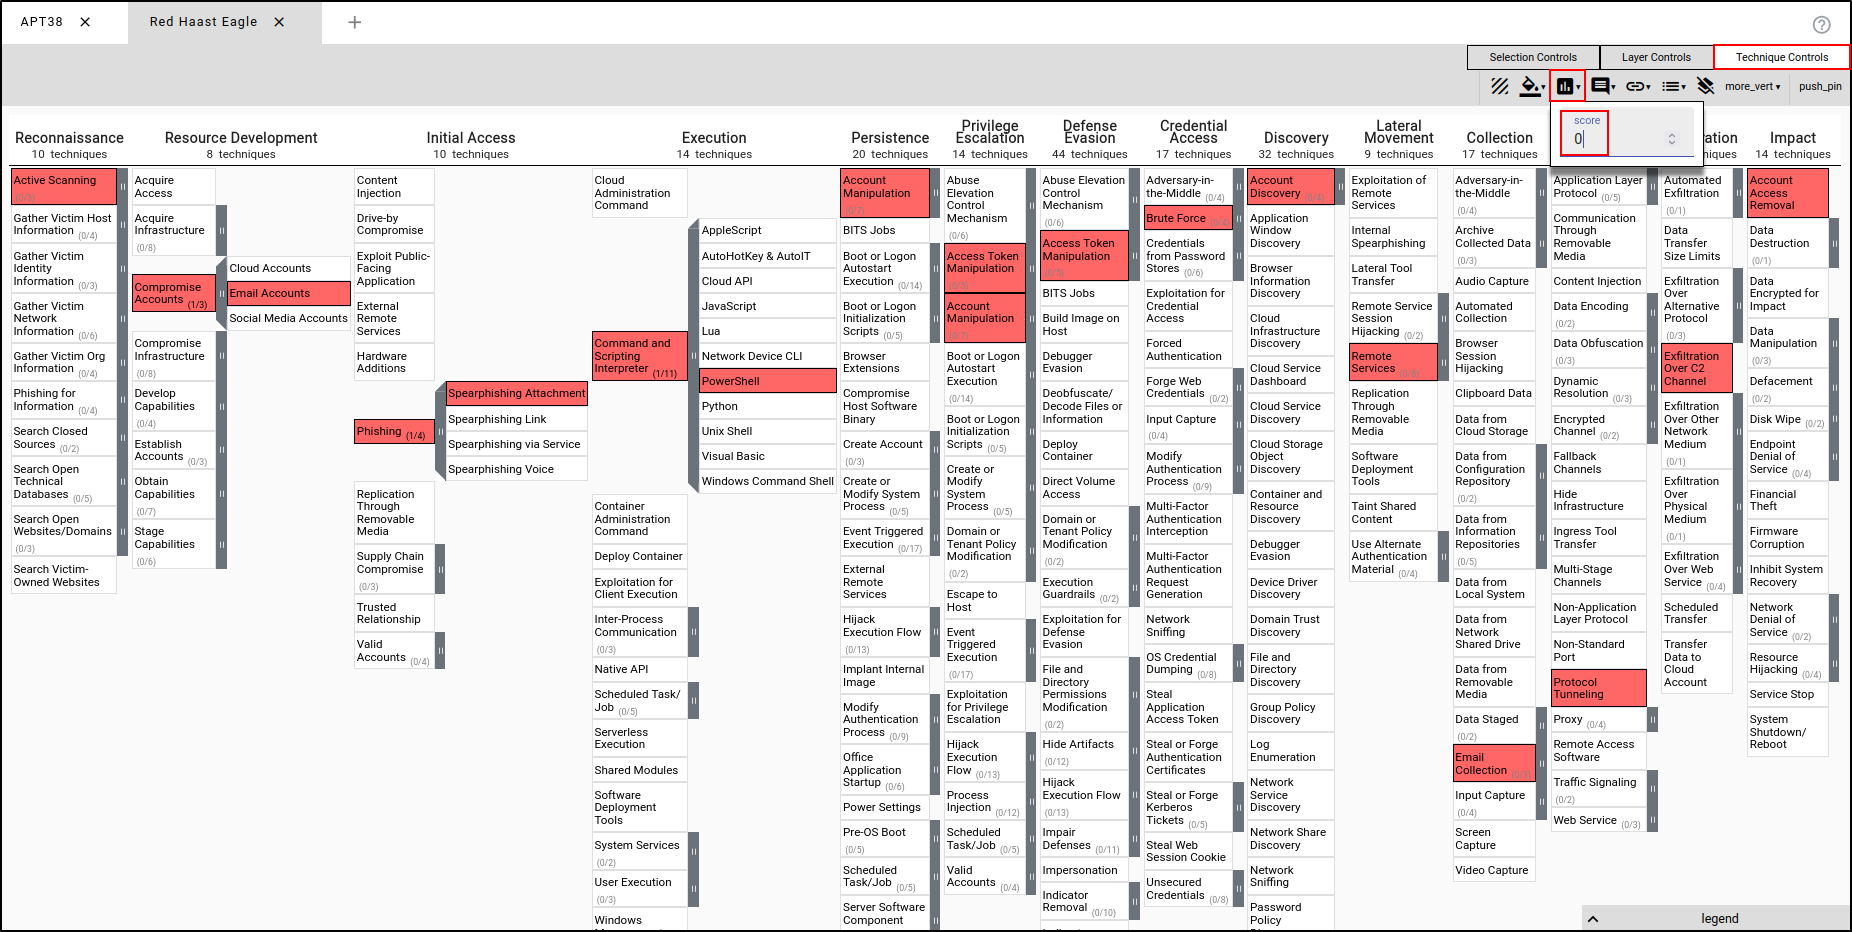 APT38
Red Haast Eagle
Selection Controls
Layer Controls
Technique Controls
more_vert
push_pin
score
0
Reconnaissance
10 techniques
Active Scanning
(0/3)
Gather Victim Host
Information (0/4)
Gather Victim
Identity
Information (0/3)
Gather Victim
Network
Information (0/6)
Gather Victim Org
Information (0/4)
Phishing for
Information (0/4)
Search Closed
Sources (0/2)
Search Open
Technical
Databases (0/5)
Search Open
Websites/Domains
(0/3)
Search Victim-
Owned Websites
Resource Development
8 techniques
Acquire
Access
Acquire
Infrastructure
(0/8)
Compromise
Accounts (1/3)
Cloud Accounts
Email Accounts
Social Media Accounts
Compromise
Infrastructure
(0/8)
Develop
Capabilities
(0/4)
Establish
Accounts (0/3)
Obtain
Capabilities
(0/7)
Stage
Capabilities
(0/6)
Initial Access
10 techniques
Content
Injection
Drive-by
Compromise
Exploit Public-
Facing
Application
External
Remote
Services
Hardware
Additions
Phishing (1/4)
Spearphishing Attachment
Spearphishing Link
Spearphishing via Service
Spearphishing Voice
Replication
Through
Removable
Media
Supply Chain
Compromise
(0/3)
Trusted
Relationship
Valid
Accounts (0/4)
Execution
14 techniques
Cloud
Administration
Command
Command and
Scripting
Interpreter (1/11)
AppleScript
AutoHotKey & AutoIT
Cloud API
JavaScript
Lua
Network Device CLI
PowerShell
Python
Unix Shell
Visual Basic
Windows Command Shell
Container
Administration
Command
Deploy Container
Exploitation for
Client Execution
Inter-Process
Communication
(0/3)
Native API
Scheduled Task/
Job (0/5)
Serverless
Execution
Shared Modules
Software
Deployment
Tools
System Services
(0/2)
User Execution
(0/3)
Windows
Persistence
20 techniques
Account
Manipulation
(0/7)
BITS Jobs
Boot or Logon
Autostart
Execution (0/14)
Boot or Logon
Initialization
Scripts (0/5)
Browser
Extensions
Compromise
Host Software
Binary
Create Account
(0/3)
Create or
Modify System
Process (0/5)
Event Triggered
Execution (0/17)
External
Remote
Services
Hijack
Execution Flow
(0/13)
Implant Internal
Image
Modify
Authentication
Process (0/9)
Office
Application
Startup (0/6)
Power Settings
Pre-OS Boot
(0/5)
Scheduled
Task/Job (0/5)
Server Software
Component
Privilege
Escalation
14 techniques
Abuse
Elevation
Control
Mechanism
(0/6)
Access Token
Manipulation
(0/5)
Account
Manipulation
(0/7)
Boot or Logon
Autostart
Execution
(0/14)
Boot or Logon
Initialization
Scripts (0/5)
Create or
Modify
System
Process (0/5)
Domain or
Tenant Policy
Modification
(0/2)
Escape to
Host
Event
Triggered
Execution
(0/17)
Exploitation
for Privilege
Escalation
Hijack
Execution
Flow (0/13)
Process
Injection (0/12)
Scheduled
Task/Job (0/5)
Valid
Accounts (0/4)
Defense
Evasion
44 techniques
Abuse Elevation
Control
Mechanism
(0/6)
Access Token
Manipulation
(0/5)
BITS Jobs
Build Image on
Host
Debugger
Evasion
Deobfuscate/
Decode Files or
Information
Deploy
Container
Direct Volume
Access
Domain or
Tenant Policy
Modification
(0/2)
Execution
Guardrails (0/2)
Exploitation for
Defense
Evasion
File and
Directory
Permissions
Modification
(0/2)
Hide Artifacts
(0/12)
Hijack
Execution Flow
(0/13)
Impair
Defenses (0/11)
Impersonation
Indicator
Removal (0/10)
Credential
Access
17 techniques
Adversary-in-
the-Middle (0/4)
Brute Force (0/4)
Credentials
from Password
Stores (0/6)
Exploitation for
Credential
Access
Forced
Authentication
Forge Web
Credentials (0/2)
Input Capture
(0/4)
Modify
Authentication
Process (0/9)
Multi-Factor
Authentication
Interception
Multi-Factor
Authentication
Request
Generation
Network
Sniffing
OS Credential
Dumping (0/8)
Steal
Application
Access Token
Steal or Forge
Authentication
Certificates
Steal or Forge
Kerberos
Tickets (0/5)
Steal Web
Session Cookie
Unsecured
Credentials (0/8)
Discovery
32 techniques
Account
Discovery (0/4)
Application
Window
Discovery
Browser
Information
Discovery
Cloud
Infrastructure
Discovery
Cloud Service
Dashboard
Cloud Service
Discovery
Cloud Storage
Object
Discovery
Container and
Resource
Discovery
Debugger
Evasion
Device Driver
Discovery
Domain Trust
Discovery
File and
Directory
Discovery
Group Policy
Discovery
Log
Enumeration
Network
Service
Discovery
Network Share
Discovery
Network
Sniffing
Password
Policy
Lateral
Movement
9 techniques
Exploitation of
Remote
Services
Internal
Spearphishing
Lateral Tool
Transfer
Remote Service
Session
Hijacking (0/2)
Remote
Services (0/8)
Replication
Through
Removable
Media
Software
Deployment
Tools
Taint Shared
Content
Use Alternate
Authentication
Material (0/4)
Collection
17 techniques
Adversary-in-
the-Middle
(0/4)
Archive
Collected Data
(0/3)
Audio Capture
Automated
Collection
Browser
Session
Hijacking
Clipboard Data
Data from
Cloud Storage
Data from
Configuration
Repository
(0/2)
Data from
Information
Repositories
(0/5)
Data from
Local System
Data from
Network
Shared Drive
Data from
Removable
Media
Data Staged
(0/2)
Email
Collection (0/3)
Input Capture
(0/4)
Screen
Capture
Video Capture
Application Layer
Protocol (0/5)
Communication
Through
Removable
Media
Content Injection
Data Encoding
(0/2)
Data Obfuscation
(0/3)
Dynamic
Resolution (0/3)
Encrypted
Channel (0/2)
Fallback
Channels
Hide
Infrastructure
Ingress Tool
Transfer
Multi-Stage
Channels
Non-Application
Layer Protocol
Non-Standard
Port
Protocol
Tunneling
Proxy (0/4)
Remote Access
Software
Traffic Signaling
(0/2)
Web Service (0/3)
ration
niques
Automated
Exfiltration
(0/1)
Data
Transfer
Size Limits
Exfiltration
Over
Alternative
Protocol
(0/3)
Exfiltration
Over C2
Channel
Exfiltration
Over Other
Network
Medium
(0/1)
Exfiltration
Over
Physical
Medium
(0/1)
Exfiltration
Over Web
Service (0/4)
Scheduled
Transfer
Transfer
Data to
Cloud
Account
Impact
14 techniques
Account
Access
Removal
Data
Destruction
(0/1)
Data
Encrypted for
Impact
Data
Manipulation
(0/3)
Defacement
(0/2)
Disk Wipe (0/2)
Endpoint
Denial of
Service (0/4)
Financial
Theft
Firmware
Corruption
Inhibit System
Recovery
Network
Denial of
Service (0/2)
Resource
Hijacking (0/4)
Service Stop
System
Shutdown/
Reboot
legend